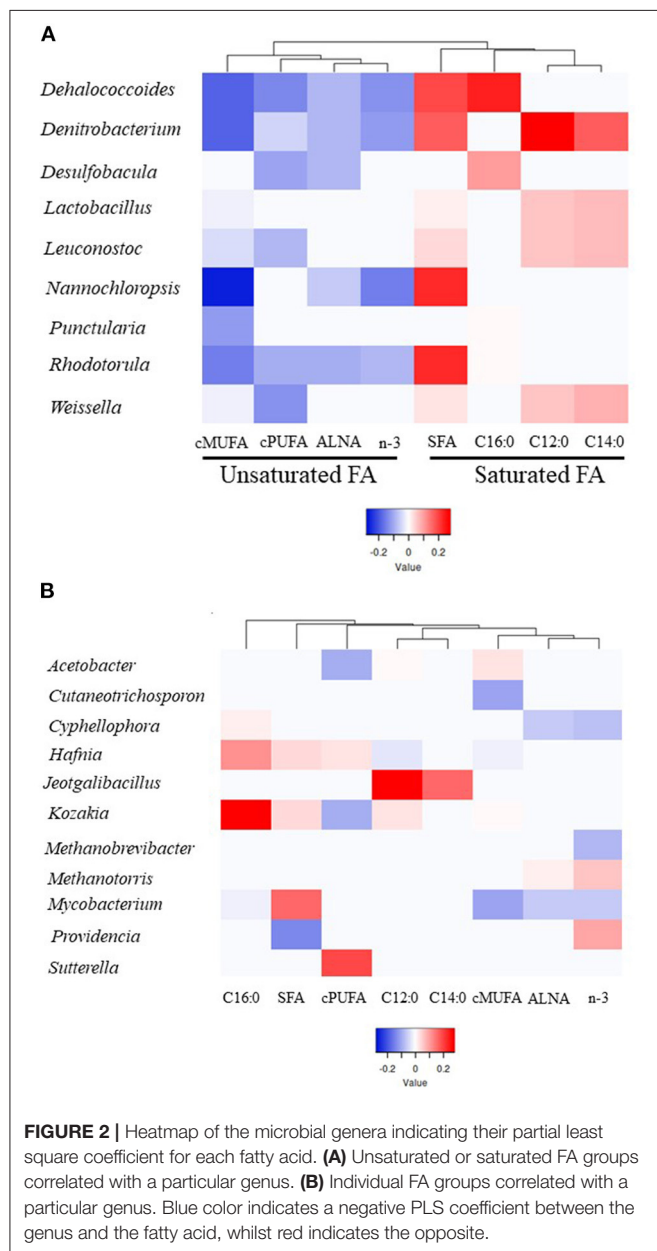 A
Dehalococcoides
Denitrobacterium
Desulfobacula
Lactobacillus
Leuconostoc
Nannochloropsis
Punctularia
Rhodotorula
Weissella
cMUFA cPUFA ALNA n-3 SFA C16:0 C12:0 C14:0
Unsaturated FA Saturated FA
-0.2 0 0.2
Value
B
Acetobacter
Cutaneotrichosporon
Cyphellophora
Hafnia
Jeotgalibacillus
Kozakia
Methanobrevibacter
Methanotorris
Mycobacterium
Providencia
Sutterella
C16:0 SFA cPUFA C12:0 C14:0 cMUFA ALNA n-3
-0.2 0 0.2
Value
FIGURE 2 | Heatmap of the microbial genera indicating their partial least
square coefficient for each fatty acid. (A) Unsaturated or saturated FA groups
correlated with a particular genus. (B) Individual FA groups correlated with a
particular genus. Blue color indicates a negative PLS coefficient between the
genus and the fatty acid, whilst red indicates the opposite.